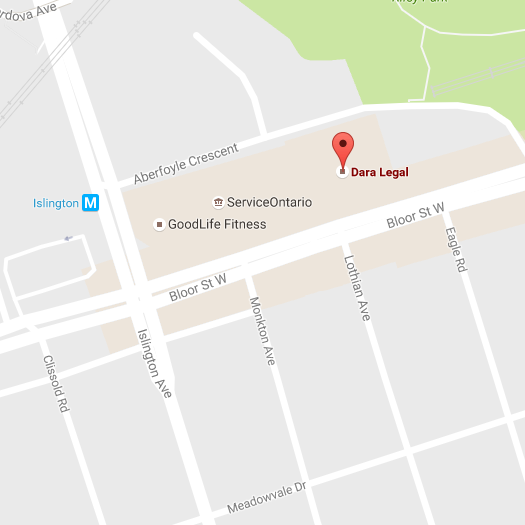 rdova Ave
Aberfoyle Crescent
Dara Legal
Islington M
ServiceOntario
GoodLife Fitness
Bloor St W
Bloor St W
Eagle Rd
Lothian Ave
Monkton Ave
Islington Ave
Clissold Rd
Meadowvale Dr